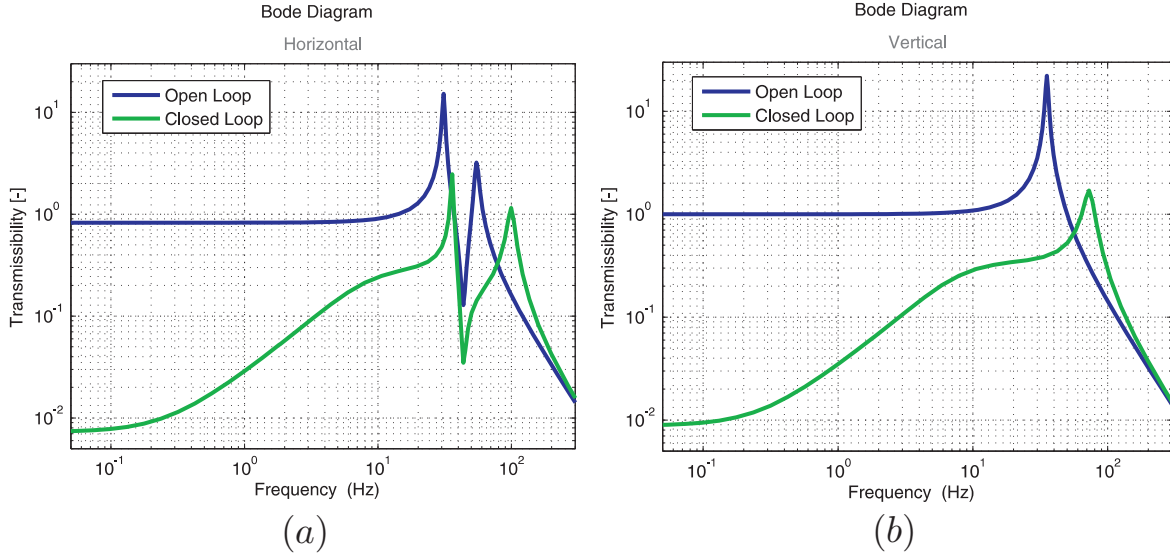 Bode Diagram
Horizontal
Transmissibility [-]
10^1
10^0
10^-1
10^-2
Open Loop
Closed Loop
10^-1 10^0 10^1 10^2
Frequency (Hz)
(a)
Bode Diagram
Vertical
Transmissibility [-]
10^1
10^0
10^-1
10^-2
Open Loop
Closed Loop
10^-1 10^0 10^1 10^2
Frequency (Hz)
(b)